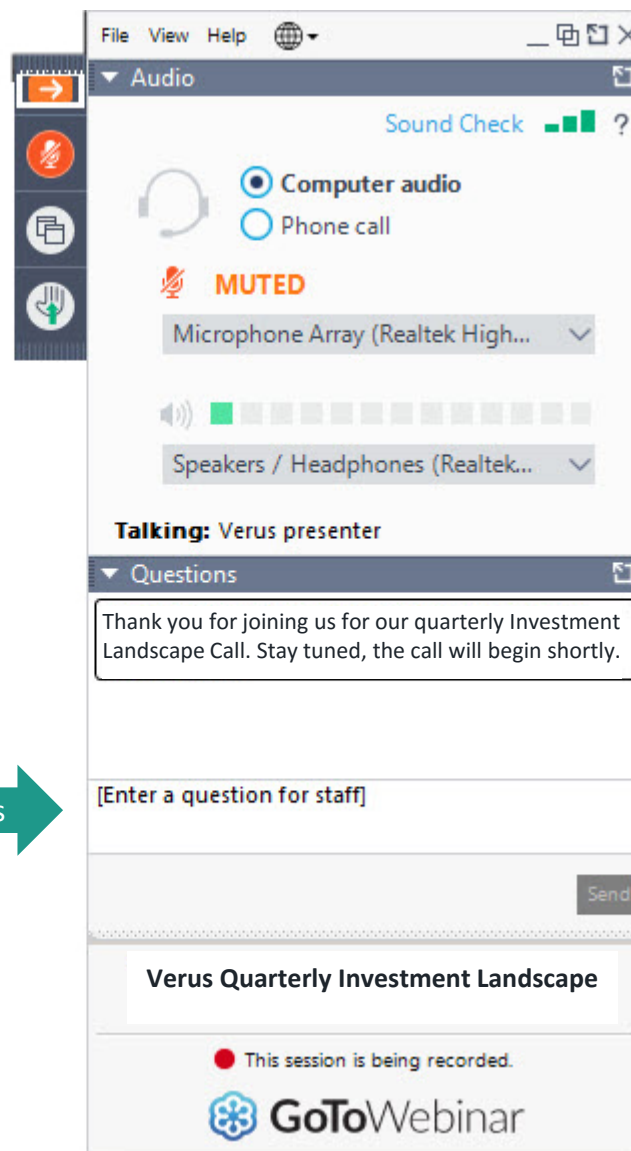 File View Help
Audio
Sound Check ?
Computer audio
Phone call
MUTED
Microphone Array (Realtek High...
Speakers / Headphones (Realtek...
Talking: Verus presenter
Questions
Thank you for joining us for our quarterly Investment
Landscape Call. Stay tuned, the call will begin shortly.
[Enter a question for staff]
Send
Verus Quarterly Investment Landscape
This session is being recorded.
GoToWebinar